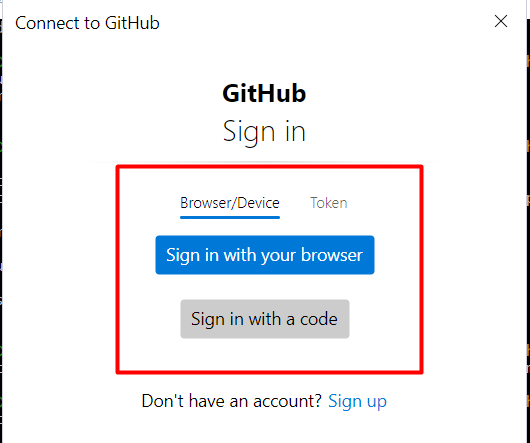 Connect to GitHub
GitHub
Sign in
Browser/Device Token
Sign in with your browser
Sign in with a code
Don't have an account? Sign up